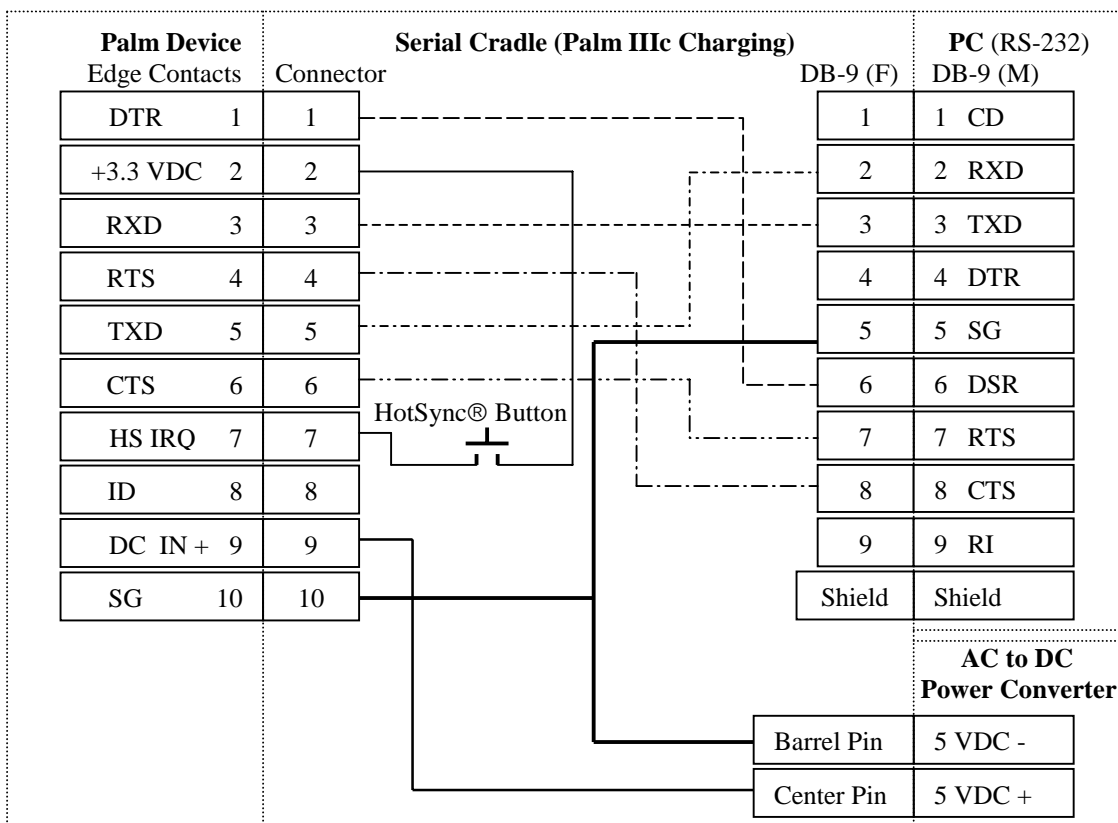 Palm Device Serial Cradle (Palm IIIc Charging) PC (RS-232)
Edge Contacts Connector DB-9 (F) DB-9 (M)
DTR 1 1 1 1 CD
+3.3 VDC 2 2 2 2 RXD
RXD 3 3 3 3 TXD
RTS 4 4 4 4 DTR
TXD 5 5 5 5 SG
CTS 6 6 6 6 DSR
HotSync® Button
HS IRQ 7 7 7 7 RTS
ID 8 8 8 8 CTS
DC IN + 9 9 9 9 RI
SG 10 10 Shield Shield
AC to DC
Power Converter
Barrel Pin 5 VDC -
Center Pin 5 VDC +